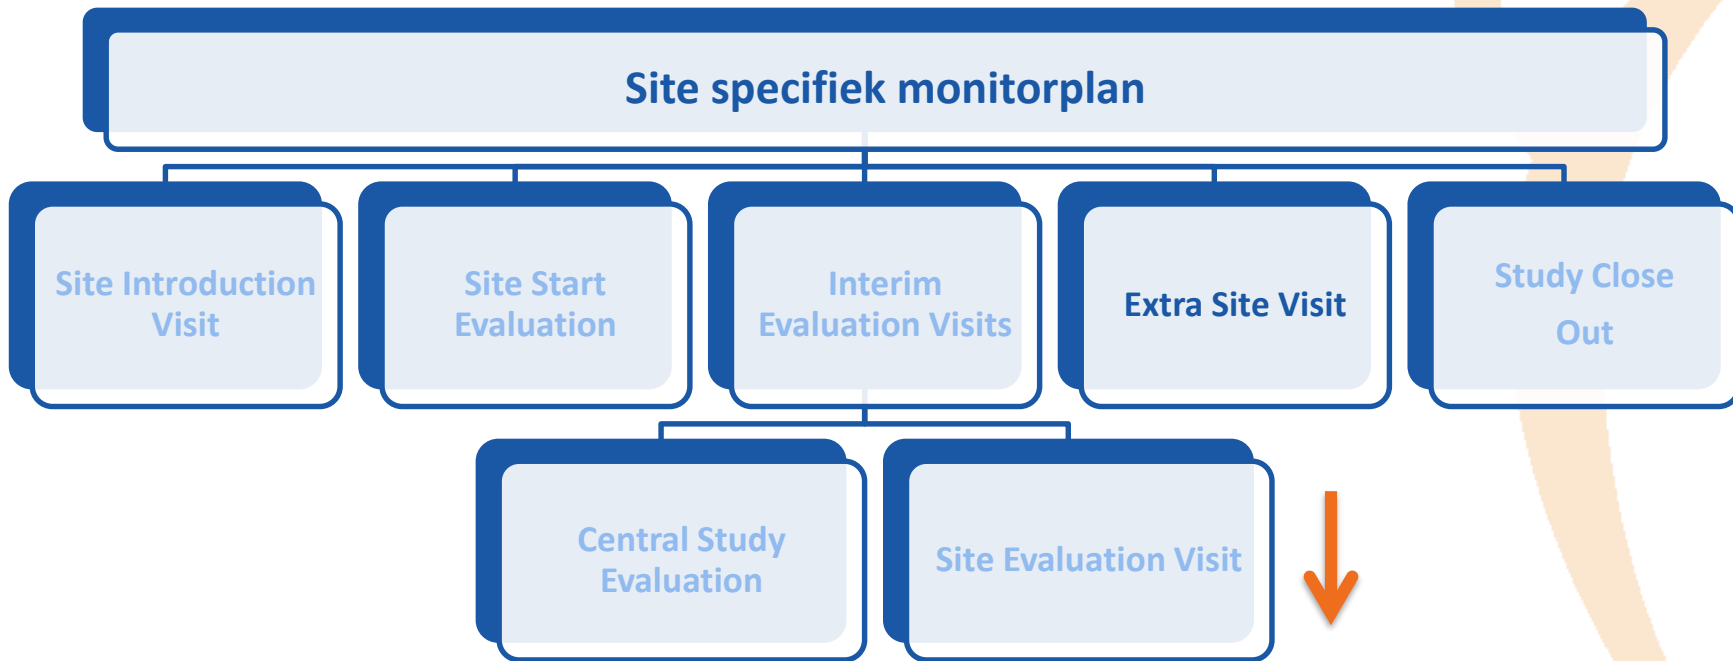 Site specifiek monitorplan
Site Introduction
Visit
Site Start
Evaluation
Interim
Evaluation Visits
Extra Site Visit
Study Close
Out
Central Study
Evaluation
Site Evaluation Visit